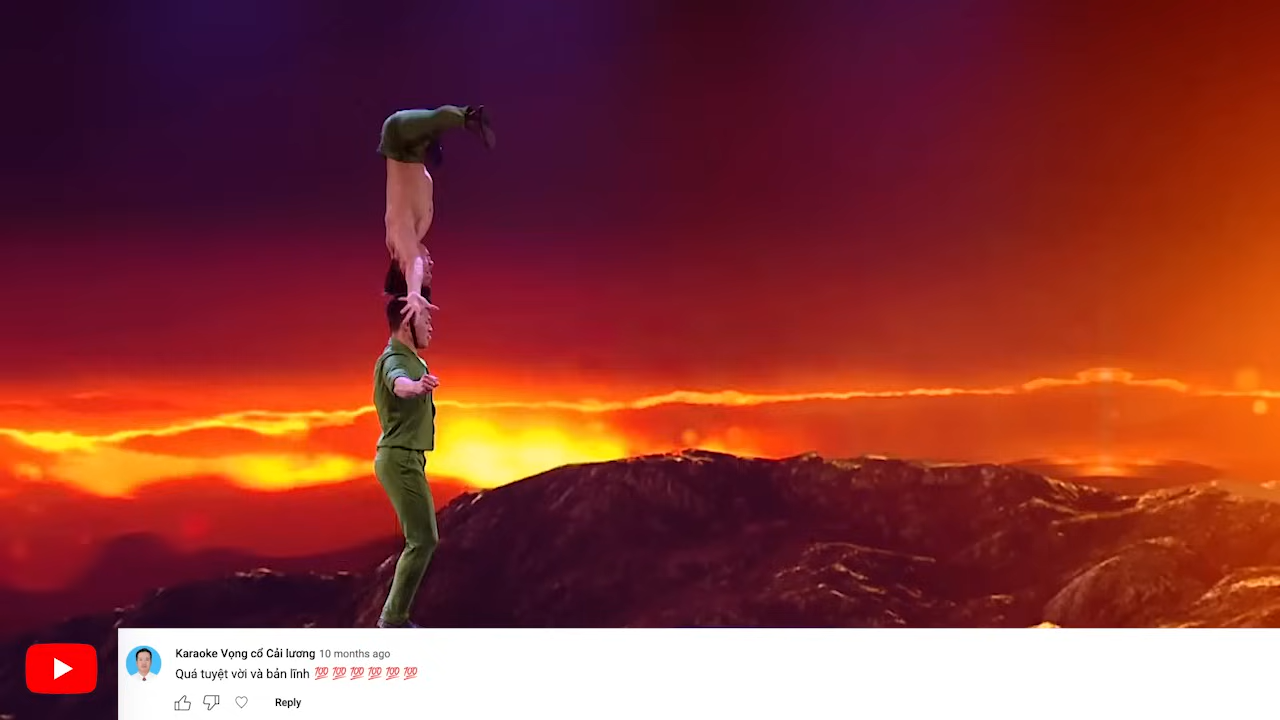 Karaoke Vọng cổ Cải lương 10 months ago
Quá tuyệt vời và bản lĩnh 💯 💯 💯 💯 💯 💯
Reply